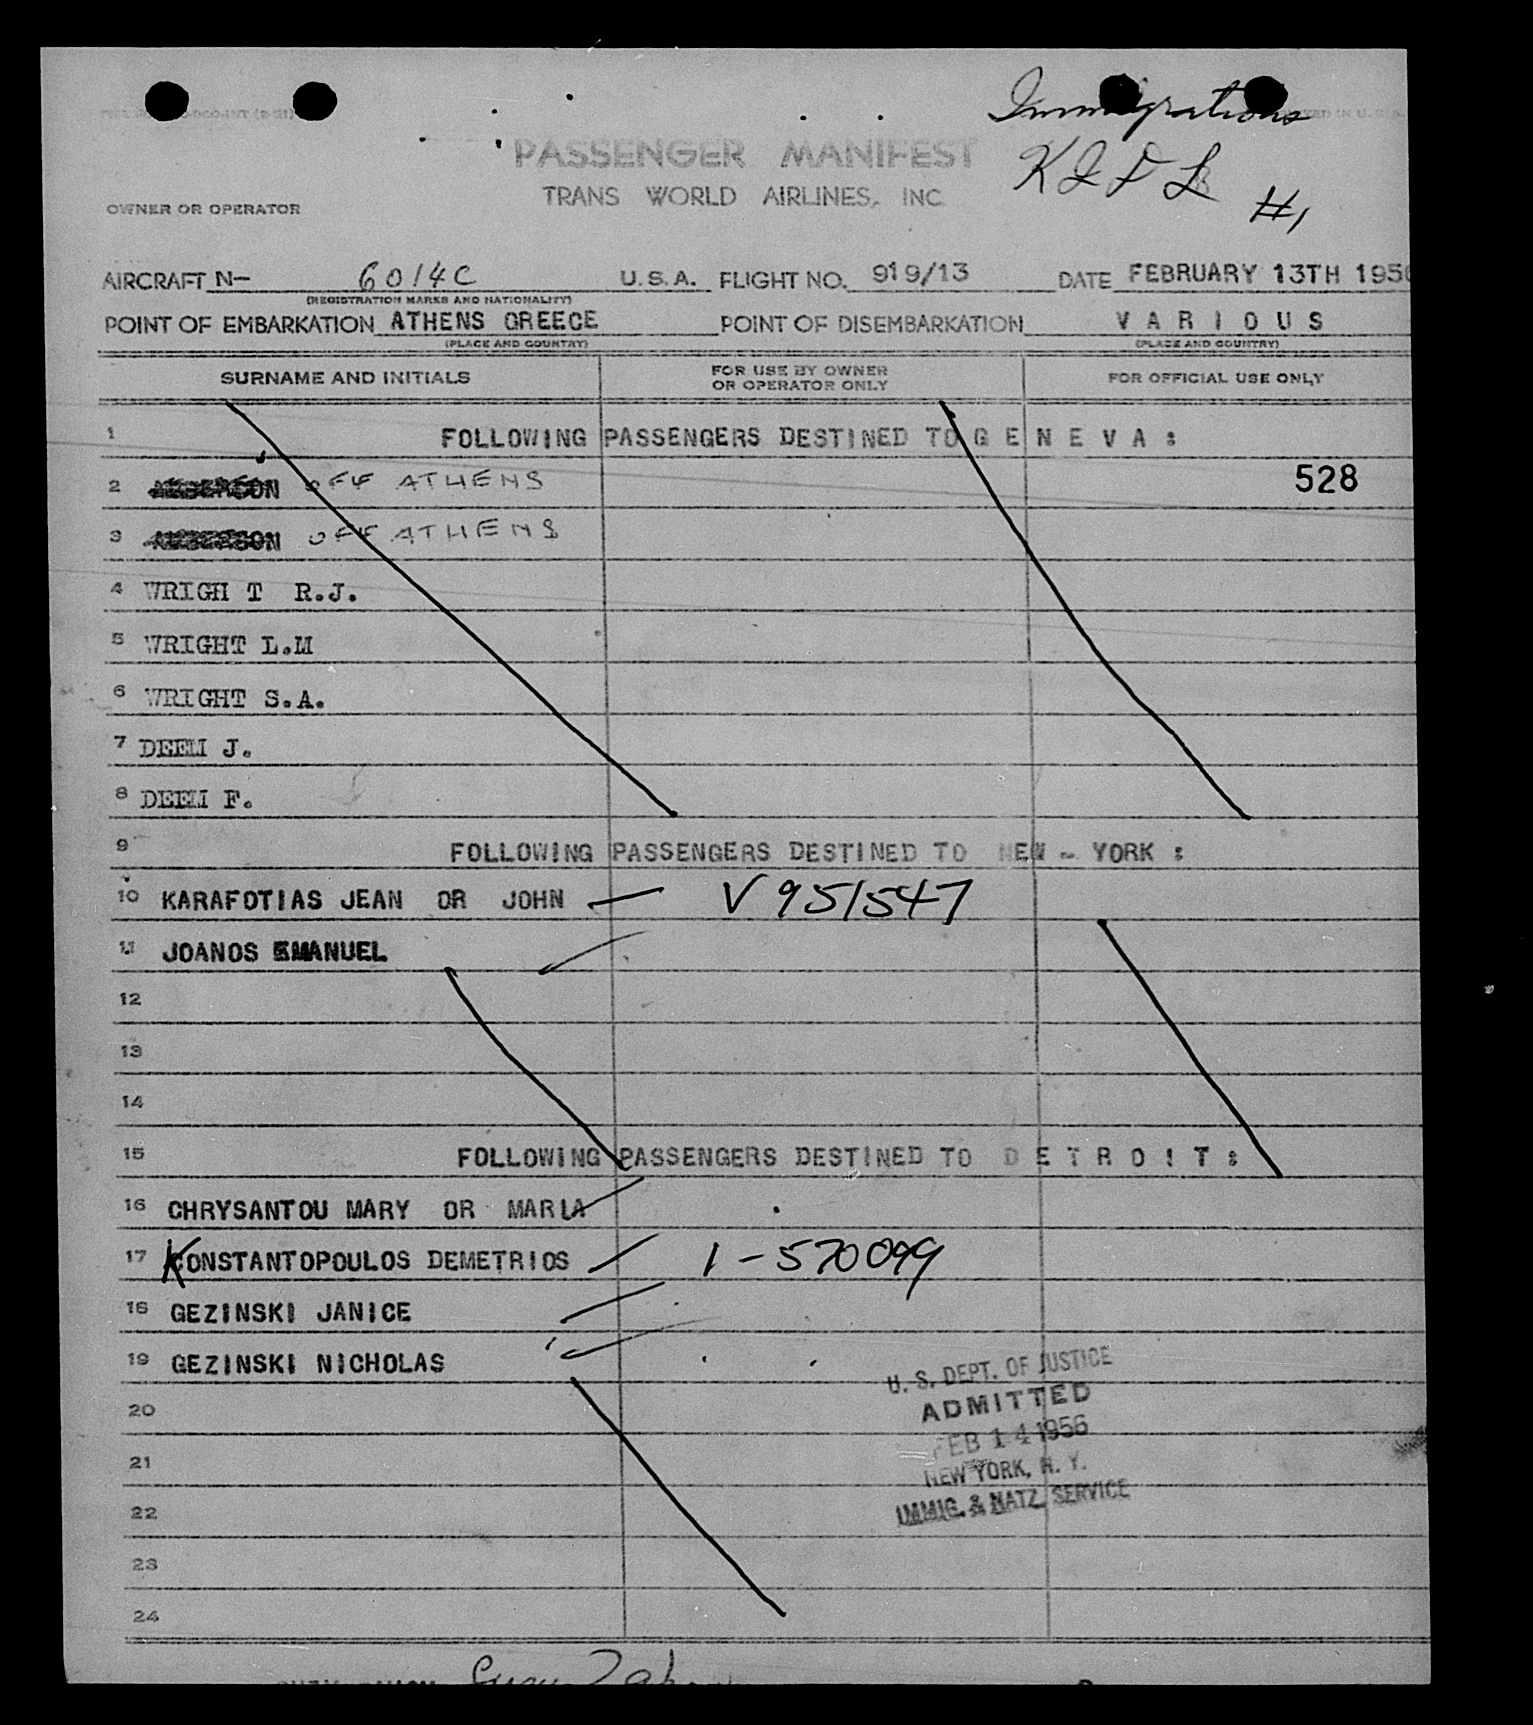 Immigrations
PASSENGER MANIFEST
K I D L
TRANS WORLD AIRLINES, INC.
#1
OWNER OR OPERATOR
AIRCRAFT N- 6014C U.S.A. FLIGHT NO. 919/13 DATE FEBRUARY 13TH 195
(REGISTRATION MARKS AND NATIONALITY)
POINT OF EMBARKATION ATHENS GREECE POINT OF DISEMBARKATION V A R I O U S
(PLACE AND COUNTRY) (PLACE AND COUNTRY)
SURNAME AND INITIALS FOR USE BY OWNER OR OPERATOR ONLY FOR OFFICIAL USE ONLY
1 FOLLOWING PASSENGERS DESTINED TO G E N E V A :
2 OFF ATHENS 528
3 OFF ATHENS
4 WRIGH T R.J.
5 WRIGHT L.M
6 WRIGHT S.A.
7 DEEM J.
8 DEEM F.
9 FOLLOWING PASSENGERS DESTINED TO NEW - YORK :
10 KARAFOTIAS JEAN OR JOHN V 951547
11 JOANOS EMANUEL
12
13
14
15 FOLLOWING PASSENGERS DESTINED TO D E T R O I T :
16 CHRYSANTOU MARY OR MARIA
17 KONSTANTOPOULOS DEMETRIOS 1-570099
18 GEZINSKI JANICE
19 GEZINSKI NICHOLAS
U. S. DEPT. OF JUSTICE
ADMITTED
20
FEB 14 1956
21
NEW YORK, N. Y.
IMMIG. & NATZ. SERVICE
22
23
24